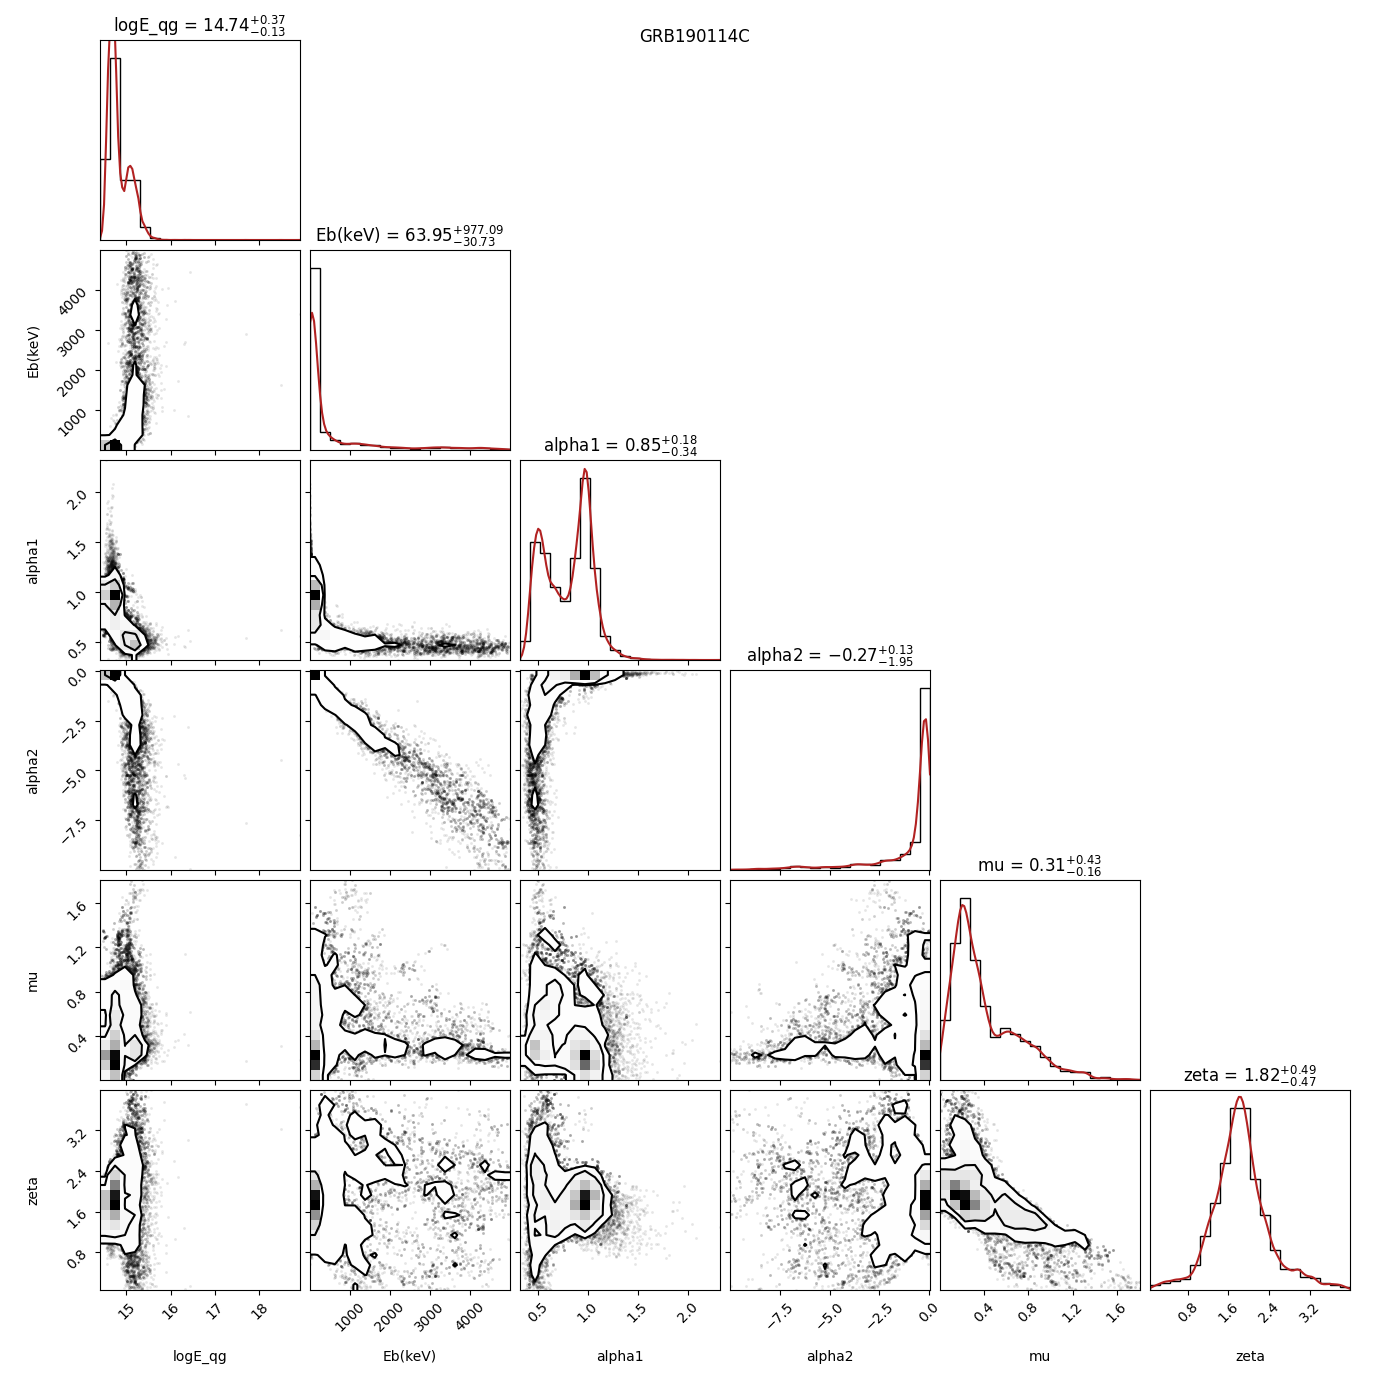 logE_qg = 14.74+0.37−0.13
GRB190114C
Eb(keV) = 63.95+977.09−30.73
4000
3000
2000
1000
Eb(keV)
alpha1 = 0.85+0.18−0.34
2.0
1.5
1.0
0.5
alpha1
alpha2 = −0.27+0.13−1.95
0.0
−2.5
−5.0
−7.5
alpha2
mu = 0.31+0.43−0.16
1.6
1.2
0.8
0.4
mu
zeta = 1.82+0.49−0.47
3.2
2.4
1.6
0.8
zeta
15 16 17 18
1000 2000 3000 4000
0.5 1.0 1.5 2.0
−7.5 −5.0 −2.5 0.0
0.4 0.8 1.2 1.6
0.8 1.6 2.4 3.2
logE_qg Eb(keV) alpha1 alpha2 mu zeta